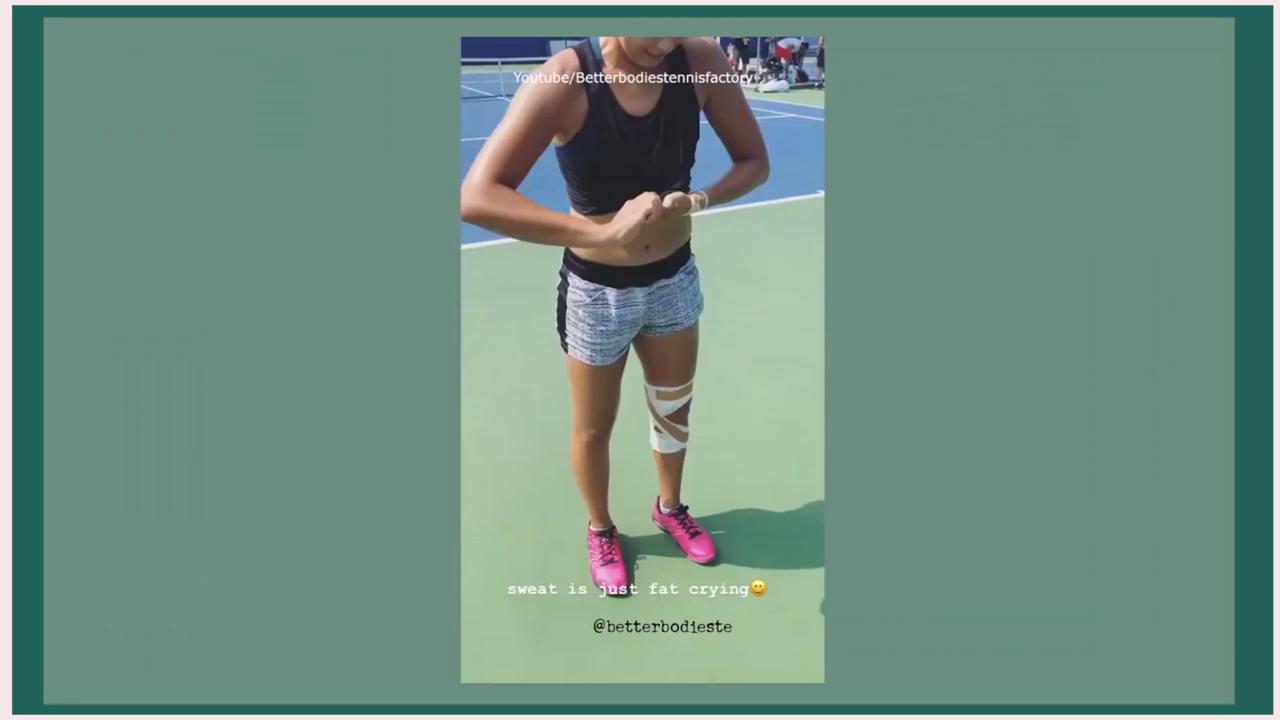 Youtube/Betterbodiestennisfactory
sweat is just fat crying😊
@betterbodieste